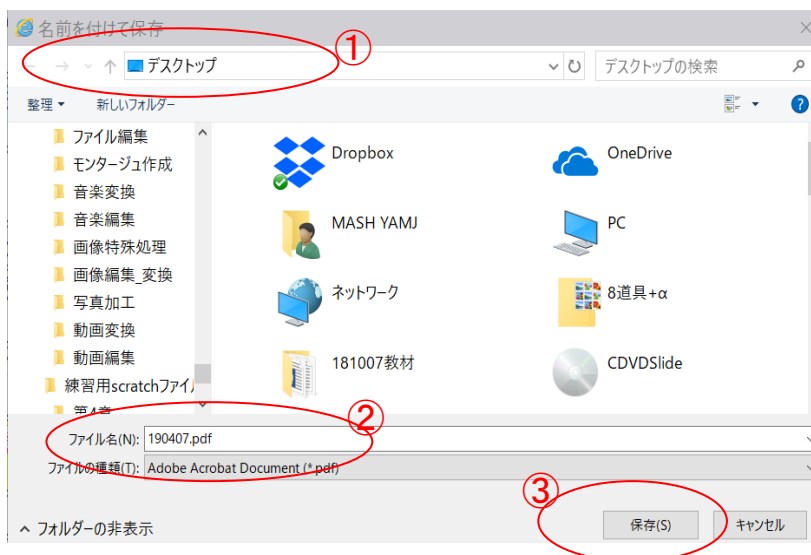 名前を付けて保存
①
デスクトップ
デスクトップの検索
整理
新しいフォルダー
ファイル編集
モンタージュ作成
音楽変換
音楽編集
画像特殊処理
画像編集_変換
写真加工
動画変換
動画編集
練習用scratchファイル
Dropbox
OneDrive
MASH YAMJ
PC
ネットワーク
8道具+α
181007教材
CDVDSlide
②
ファイル名(N):
190407.pdf
ファイルの種類(T):
Adobe Acrobat Document (*.pdf)
③
フォルダーの非表示
保存(S)
キャンセル